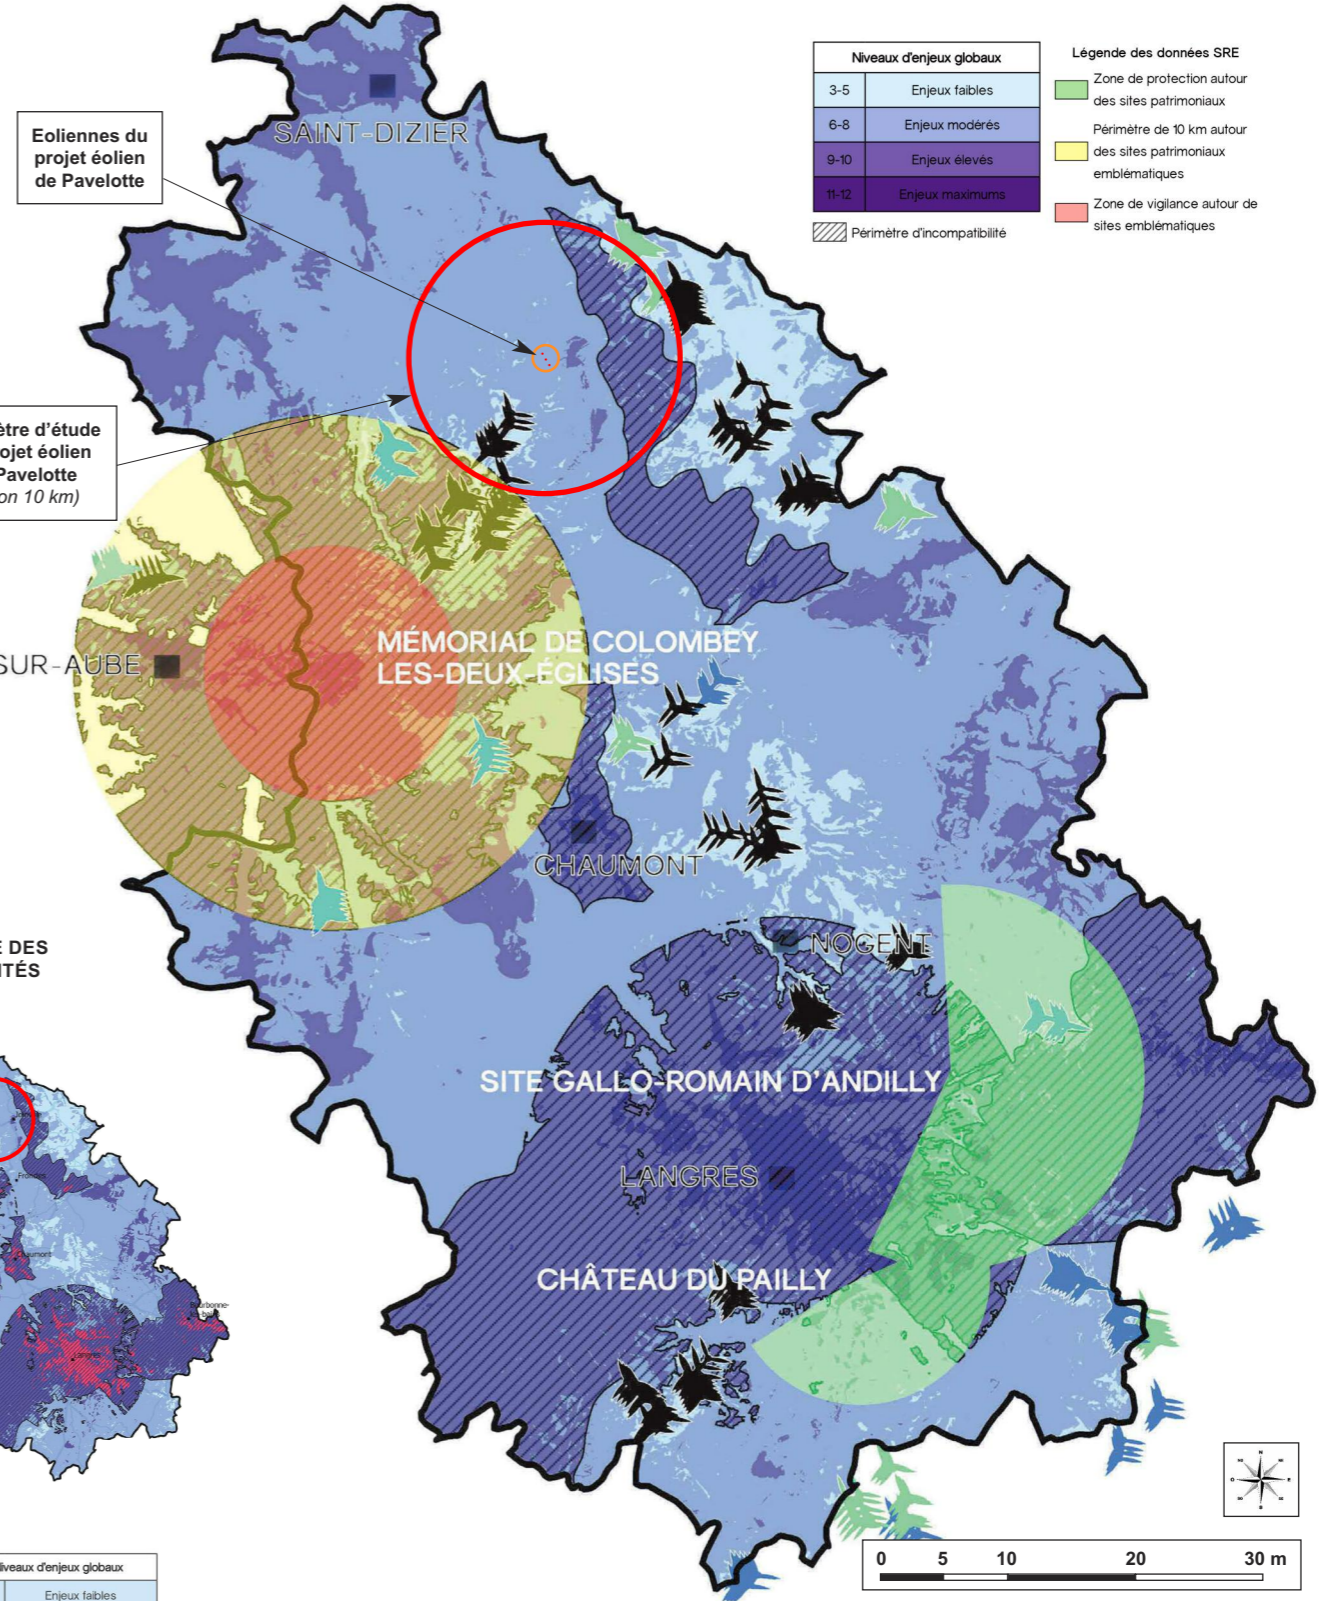 Niveaux d'enjeux globaux
3-5 Enjeux faibles
6-8 Enjeux modérés
9-10 Enjeux élevés
11-12 Enjeux maximums
Périmètre d'incompatibilité
Légende des données SRE
Zone de protection autour
des sites patrimoniaux
Périmètre de 10 km autour
des sites patrimoniaux
emblématiques
Zone de vigilance autour de
sites emblématiques
Eoliennes du
projet éolien
de Pavelotte
SAINT-DIZIER
ètre d'étude
ojet éolien
Pavelotte
on 10 km)
MÉMORIAL DE COLOMBEY
LES-DEUX-ÉGLISES
SUR-AUBE
CHAUMONT
NOGENT
E DES
ITÉS
SITE GALLO-ROMAIN D'ANDILLY
LANGRES
CHÂTEAU DU PAILLY
Langres
0 5 10 20 30 m
iveaux d'enjeux globaux
Enjeux faibles